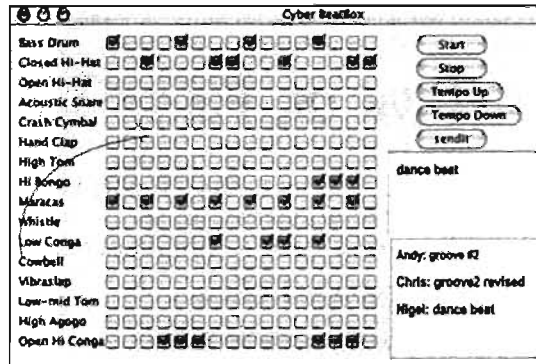 Cyber BeatBox
Bass Drum
Closed Hi-Hat
Open Hi-Hat
Acoustic Snare
Crash Cymbal
Hand Clap
High Tom
Hi Bongo
Maracas
Whistle
Low Conga
Cowbell
Vibraslap
Low-mid Tom
High Agogo
Open Hi Conga
Start
Stop
Tempo Up
Tempo Down
sendIt
dance beat
Andy: groove #2
Chris: groove2 revised
Nigel: dance beat